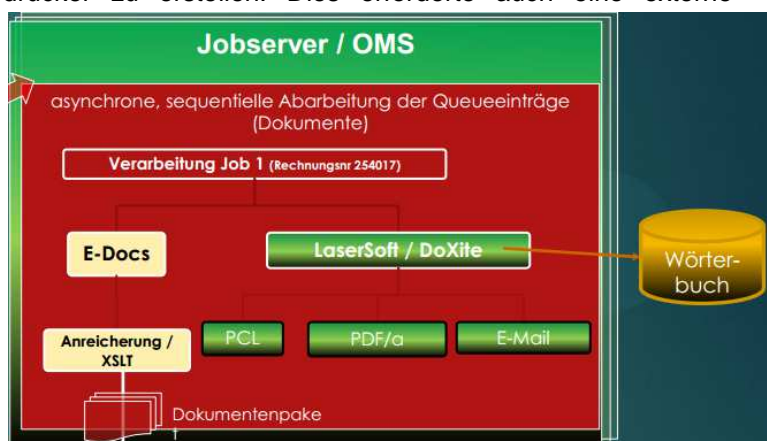 Jobserver / OMS
asynchrone, sequentielle Abarbeitung der Queueeinträge
(Dokumente)
Verarbeitung Job 1 (Rechnungsnr 254017)
E-Docs
LaserSoft / DoXite
Wörter-
buch
Anreicherung /
XSLT
PCL
PDF/a
E-Mail
Dokumentenpake
t